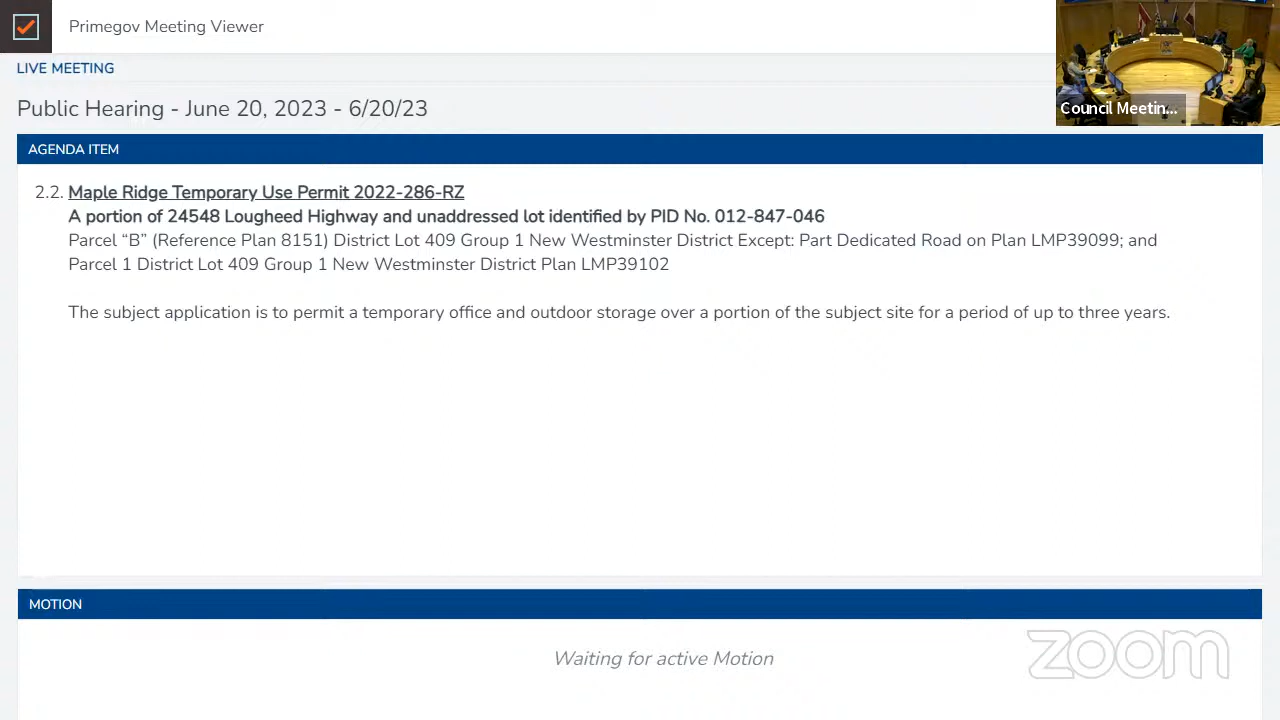 Primegov Meeting Viewer
LIVE MEETING
Council Meetin...
Public Hearing - June 20, 2023 - 6/20/23
AGENDA ITEM
2.2. Maple Ridge Temporary Use Permit 2022-286-RZ
A portion of 24548 Lougheed Highway and unaddressed lot identified by PID No. 012-847-046
Parcel “B” (Reference Plan 8151) District Lot 409 Group 1 New Westminster District Except: Part Dedicated Road on Plan LMP39099; and
Parcel 1 District Lot 409 Group 1 New Westminster District Plan LMP39102
The subject application is to permit a temporary office and outdoor storage over a portion of the subject site for a period of up to three years.
MOTION
Waiting for active Motion
zoom